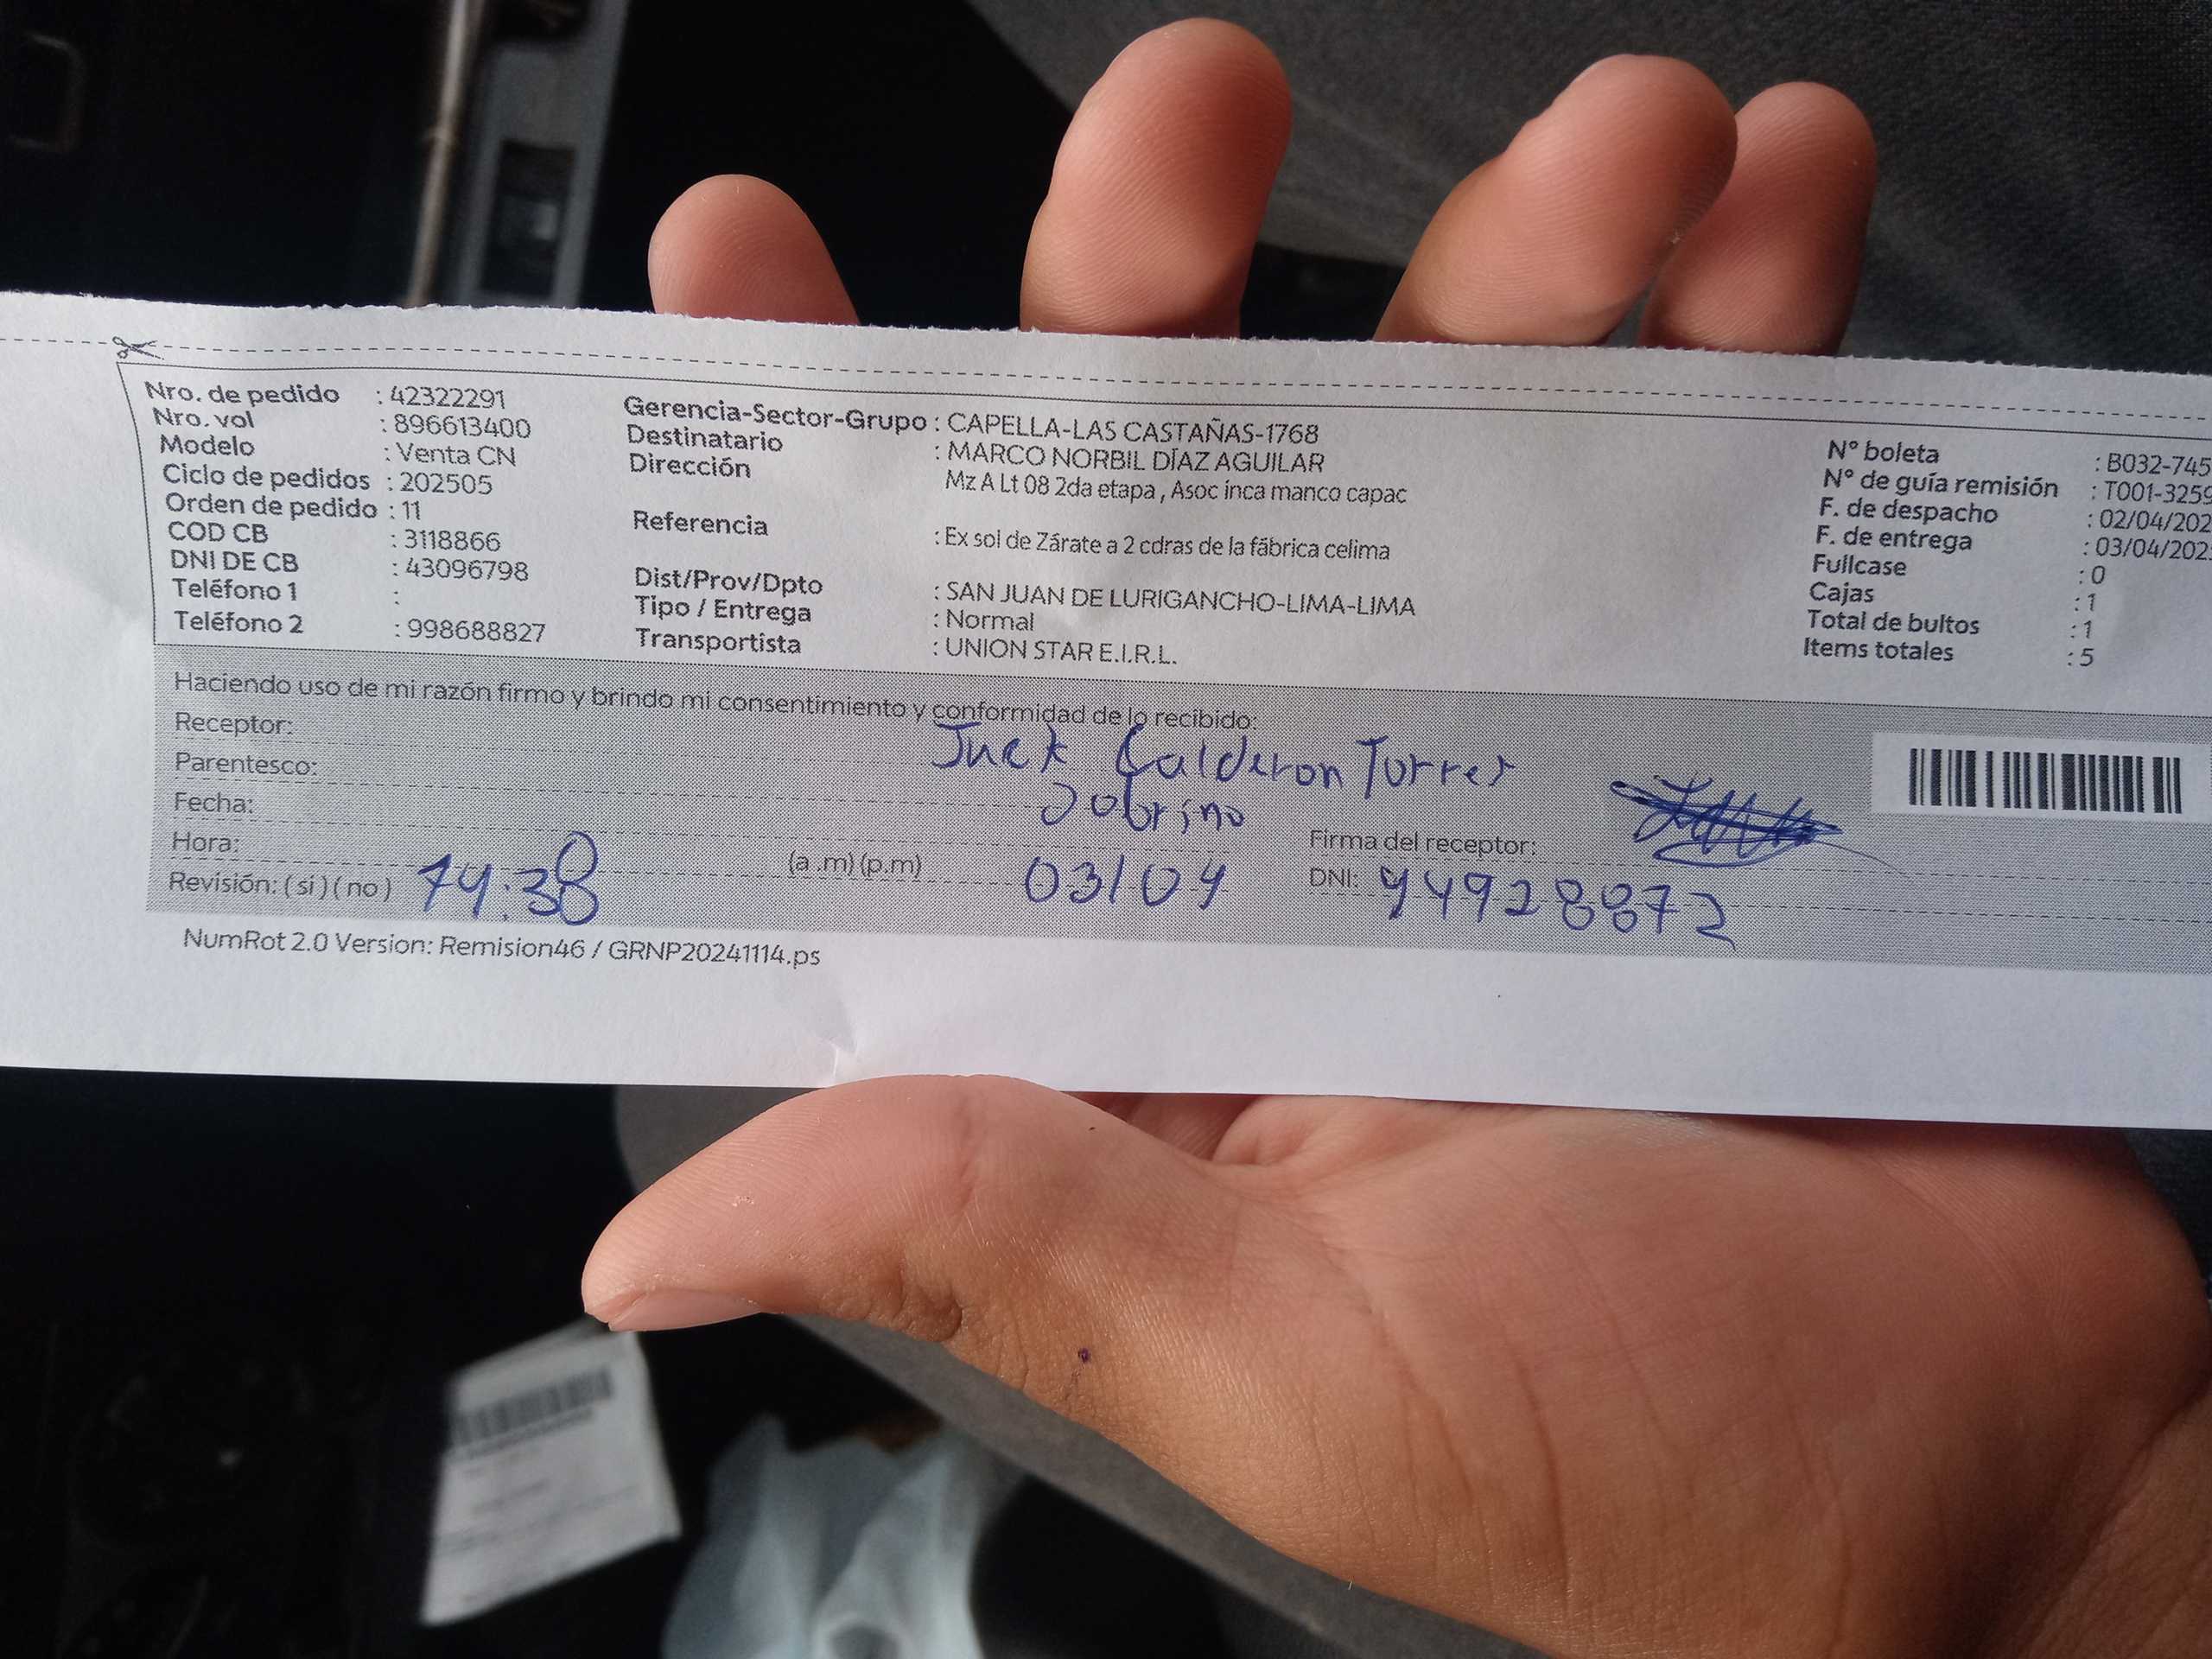 Nro. de pedido : 42322291
Nro. vol : 896613400
Modelo : Venta CN
Ciclo de pedidos : 202505
Orden de pedido : 11
COD CB : 3118866
DNI DE CB : 43096798
Teléfono 1 :
Teléfono 2 : 998688827
Gerencia-Sector-Grupo : CAPELLA-LAS CASTAÑAS-1768
Destinatario : MARCO NORBIL DÍAZ AGUILAR
Dirección Mz A Lt 08 2da etapa , Asoc inca manco capac
Referencia : Ex sol de Zárate a 2 cdras de la fábrica celima
Dist/Prov/Dpto : SAN JUAN DE LURIGANCHO-LIMA-LIMA
Tipo / Entrega : Normal
Transportista : UNION STAR E.I.R.L.
N° boleta : B032-745
N° de guía remisión : T001-3259
F. de despacho : 02/04/202
F. de entrega : 03/04/202
Fullcase : 0
Cajas : 1
Total de bultos : 1
Items totales : 5
Haciendo uso de mi razón firmo y brindo mi consentimiento y conformidad de lo recibido:
Receptor: Calderon Torres
Parentesco: Sobrino
Fecha:
Hora: (a .m) (p.m) 03/04 Firma del receptor:
Revisión: ( si ) ( no ) 14:38 DNI: 44928872
NumRot 2.0 Version: Remision46 / GRNP20241114.ps